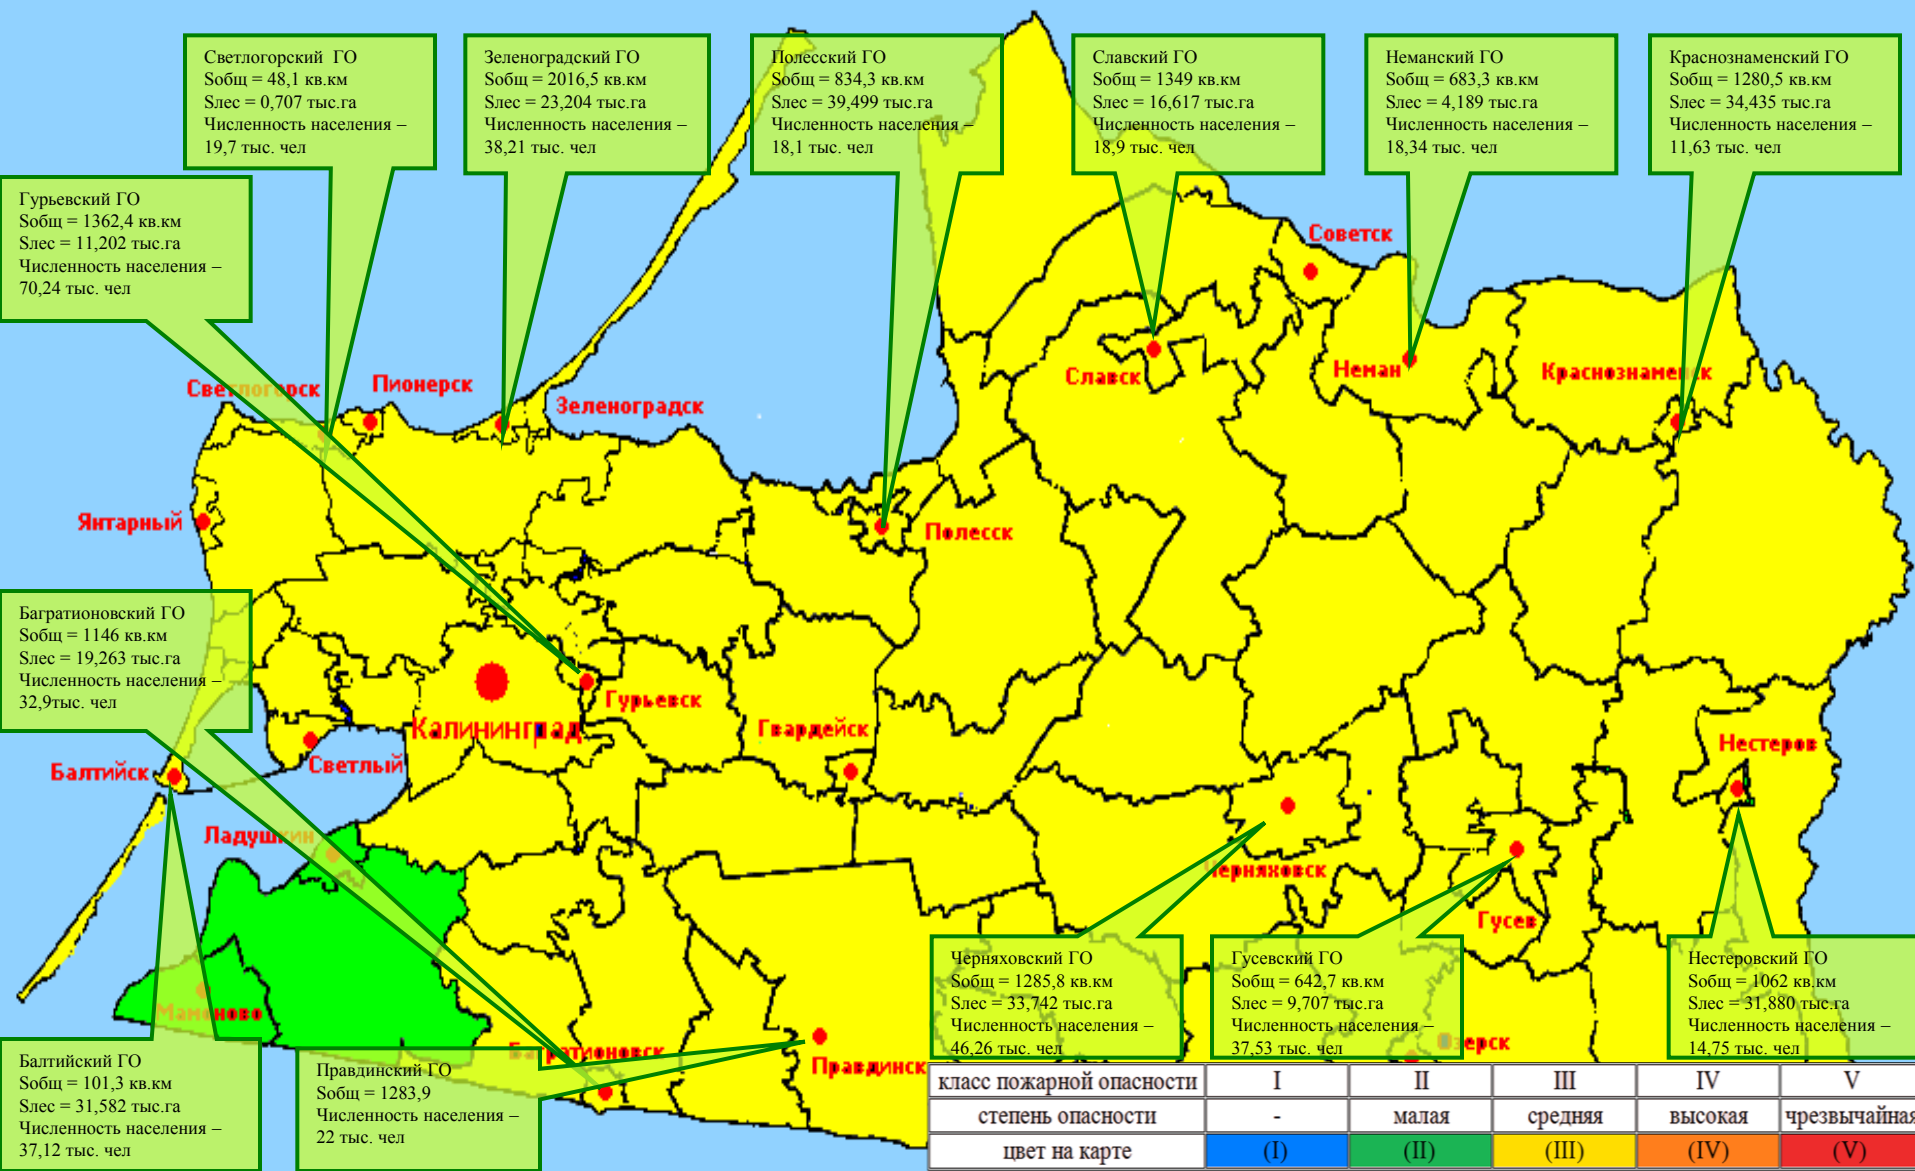 Светлогорский ГО
Sобщ = 48,1 кв.км
Sлес = 0,707 тыс.га
Численность населения –
19,7 тыс. чел
Зеленоградский ГО
Sобщ = 2016,5 кв.км
Sлес = 23,204 тыс.га
Численность населения –
38,21 тыс. чел
Полесский ГО
Sобщ = 834,3 кв.км
Sлес = 39,499 тыс.га
Численность населения –
18,1 тыс. чел
Славский ГО
Sобщ = 1349 кв.км
Sлес = 16,617 тыс.га
Численность населения –
18,9 тыс. чел
Неманский ГО
Sобщ = 683,3 кв.км
Sлес = 4,189 тыс.га
Численность населения –
18,34 тыс. чел
Краснознаменский ГО
Sобщ = 1280,5 кв.км
Sлес = 34,435 тыс.га
Численность населения –
11,63 тыс. чел
Гурьевский ГО
Sобщ = 1362,4 кв.км
Sлес = 11,202 тыс.га
Численность населения –
70,24 тыс. чел
Советск
Светлогорск
Пионерск
Зеленоградск
Славск
Неман
Краснознаменск
Янтарный
Полесск
Багратионовский ГО
Sобщ = 1146 кв.км
Sлес = 19,263 тыс.га
Численность населения –
32,9тыс. чел
Калининград
Гурьевск
Гвардейск
Нестеров
Балтийск
Светлый
Ладушкин
Черняховск
Гусев
Мамоново
Багратионовск
Правдинск
Озерск
Черняховский ГО
Sобщ = 1285,8 кв.км
Sлес = 33,742 тыс.га
Численность населения –
46,26 тыс. чел
Гусевский ГО
Sобщ = 642,7 кв.км
Sлес = 9,707 тыс.га
Численность населения –
37,53 тыс. чел
Нестеровский ГО
Sобщ = 1062 кв.км
Sлес = 31,880 тыс.га
Численность населения –
14,75 тыс. чел
Балтийский ГО
Sобщ = 101,3 кв.км
Sлес = 31,582 тыс.га
Численность населения –
37,12 тыс. чел
Правдинский ГО
Sобщ = 1283,9
Численность населения –
22 тыс. чел
класс пожарной опасности I II III IV V
степень опасности - малая средняя высокая чрезвычайная
цвет на карте (I) (II) (III) (IV) (V)